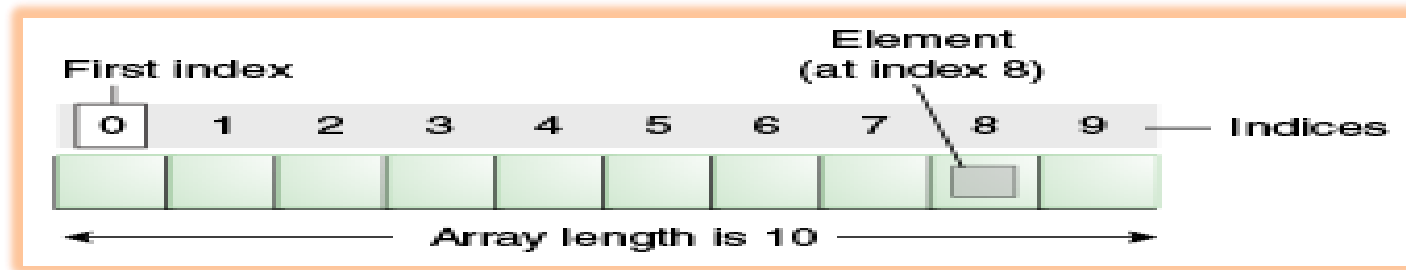 Element
First index
(at index 8)
0 1 2 3 4 5 6 7 8 9
Indices
Array length is 10